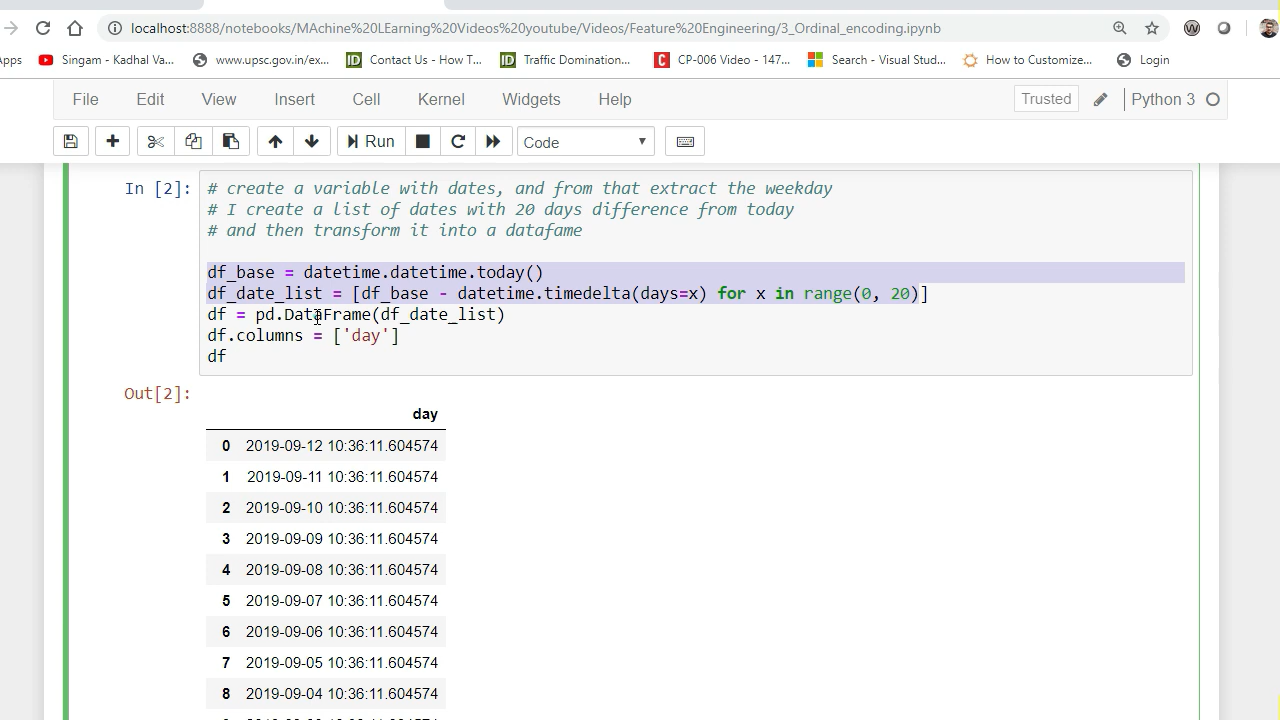 localhost:8888/notebooks/MAchine%20LEarning%20Videos%20youtube/Videos/Feature%20Engineering/3_Ordinal_encoding.ipynb
pps
Singam - Kadhal Va...
www.upsc.gov.in/ex...
Contact Us - How T...
Traffic Domination...
CP-006 Video - 147...
Search - Visual Stud...
How to Customize...
Login
File Edit View Insert Cell Kernel Widgets Help
Trusted
Python 3
Run
Code
In [2]:
# create a variable with dates, and from that extract the weekday
# I create a list of dates with 20 days difference from today
# and then transform it into a datafame
df_base = datetime.datetime.today()
df_date_list = [df_base - datetime.timedelta(days=x) for x in range(0, 20)]
df = pd.DataFrame(df_date_list)
df.columns = ['day']
df
Out[2]:
day
0 2019-09-12 10:36:11.604574
1 2019-09-11 10:36:11.604574
2 2019-09-10 10:36:11.604574
3 2019-09-09 10:36:11.604574
4 2019-09-08 10:36:11.604574
5 2019-09-07 10:36:11.604574
6 2019-09-06 10:36:11.604574
7 2019-09-05 10:36:11.604574
8 2019-09-04 10:36:11.604574